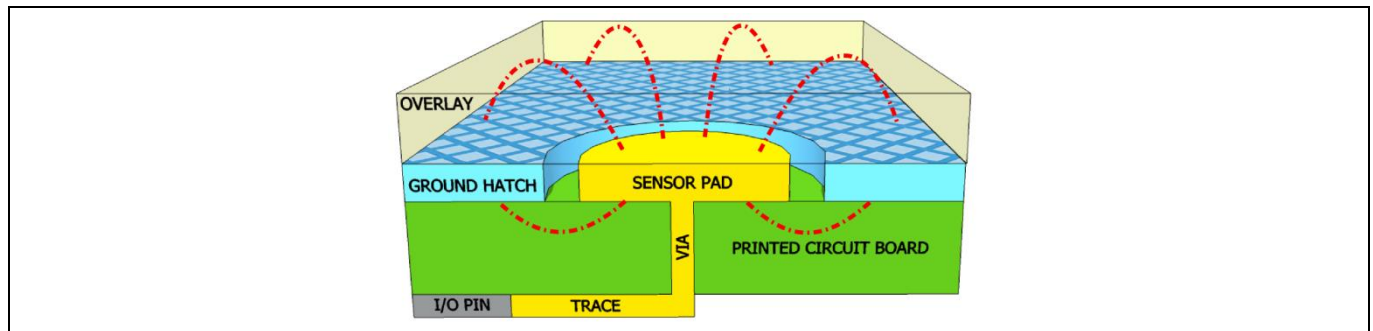 OVERLAY
GROUND HATCH
SENSOR PAD
VIA
PRINTED CIRCUIT BOARD
I/O PIN
TRACE